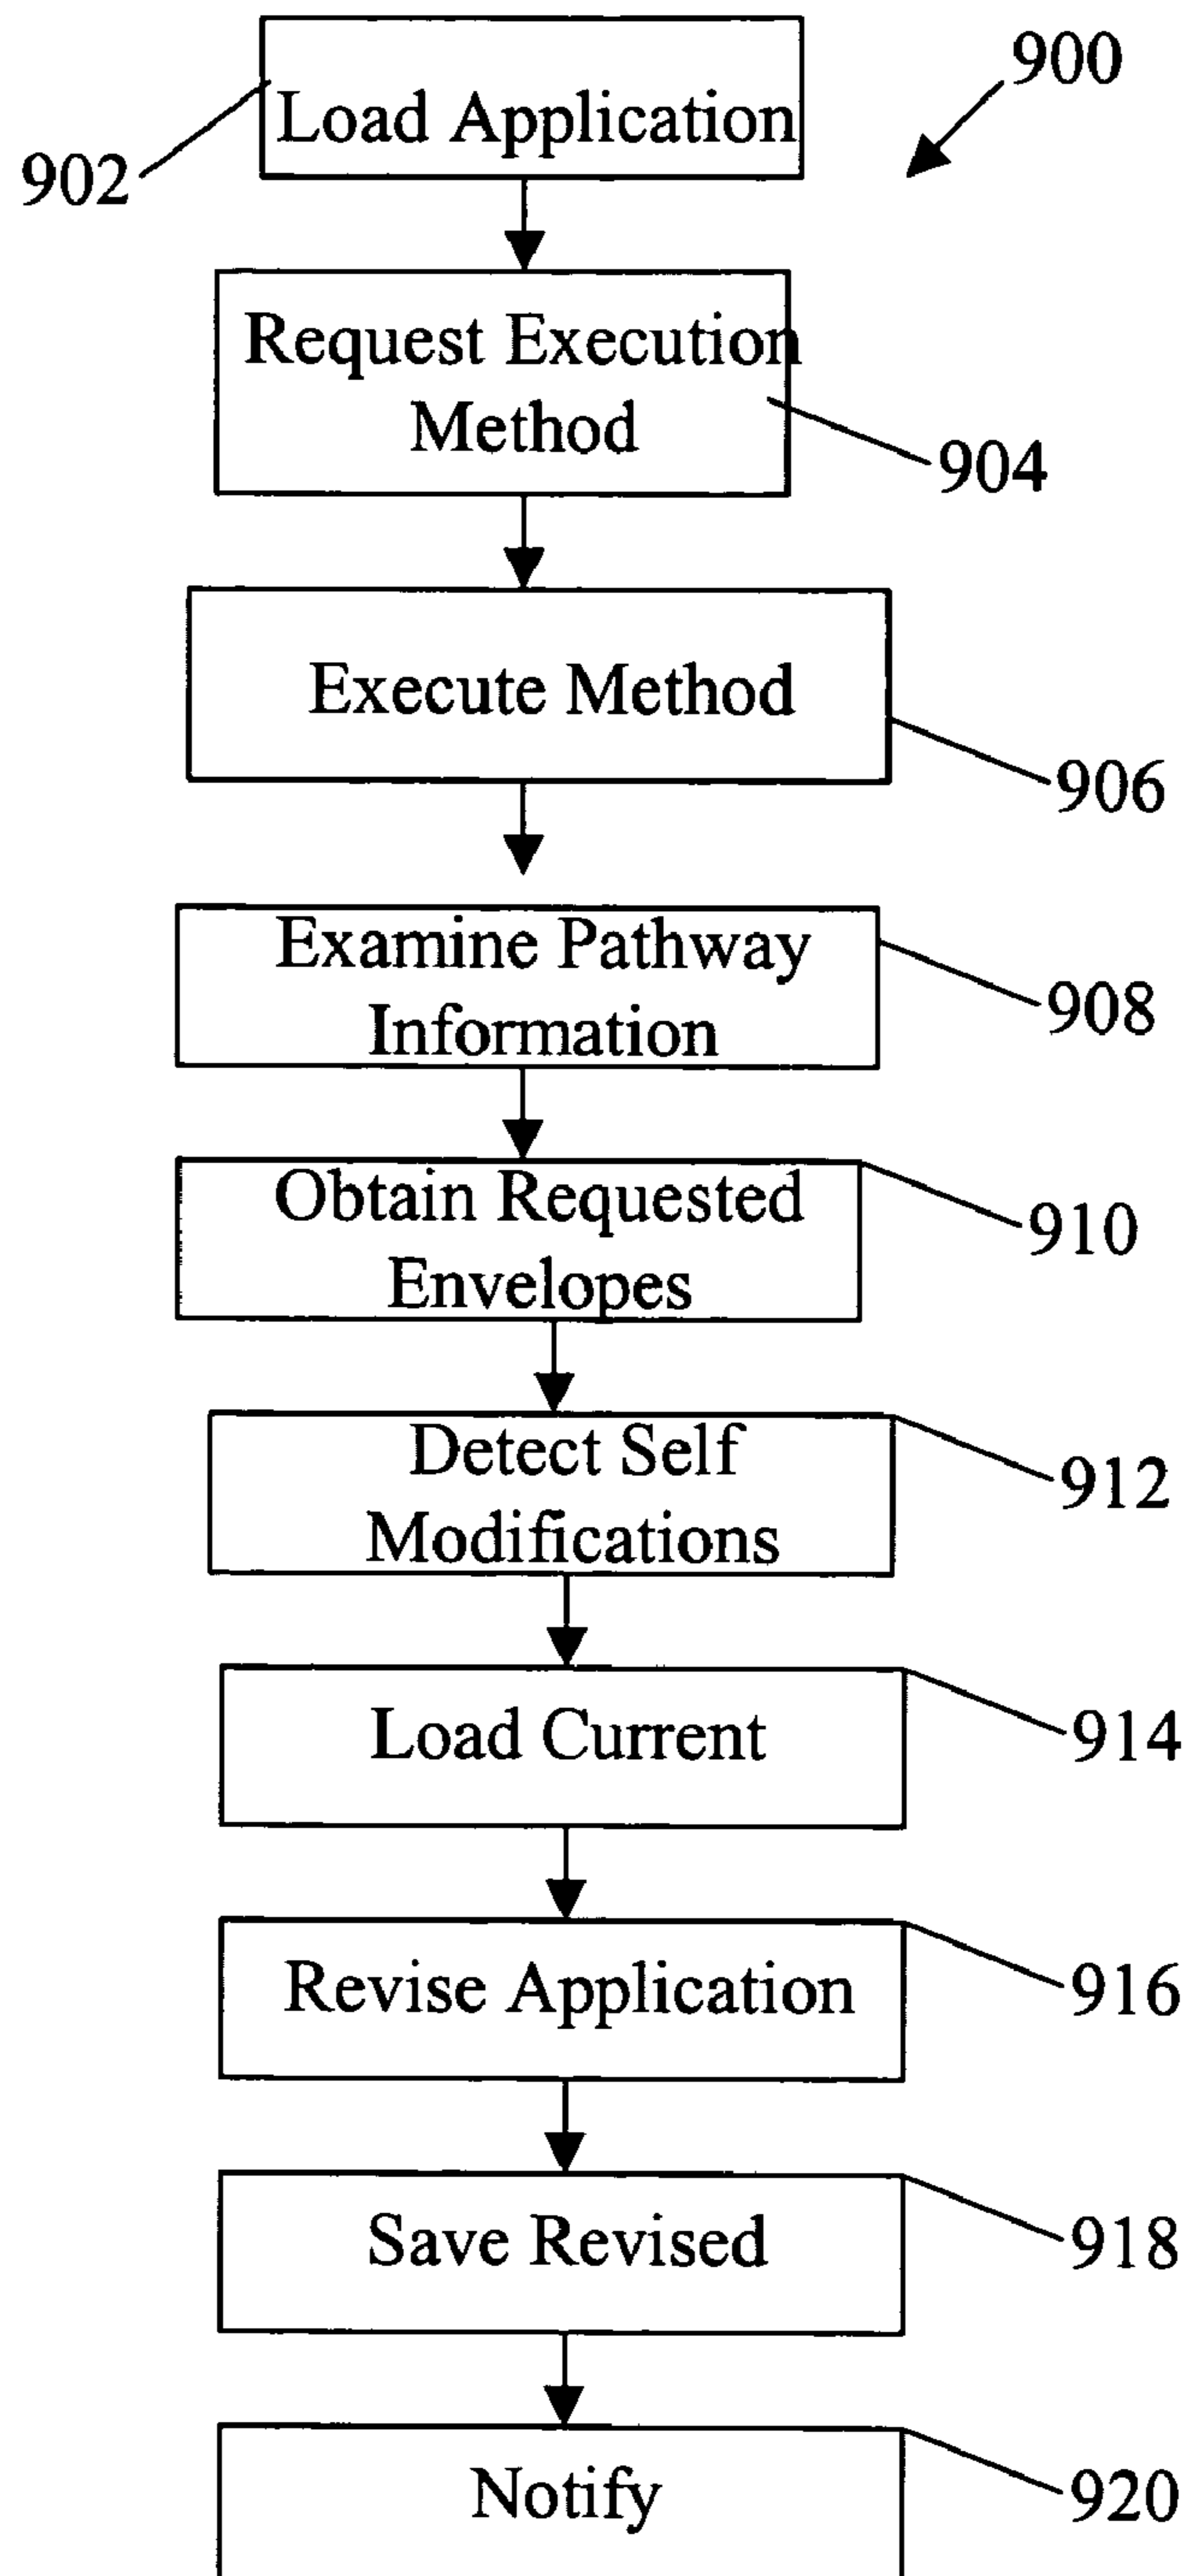 900
Load Application
902
Request Execution
Method
904
Execute Method
906
Examine Pathway
Information
908
Obtain Requested
Envelopes
910
Detect Self
Modifications
912
Load Current
914
Revise Application
916
Save Revised
918
Notify
920